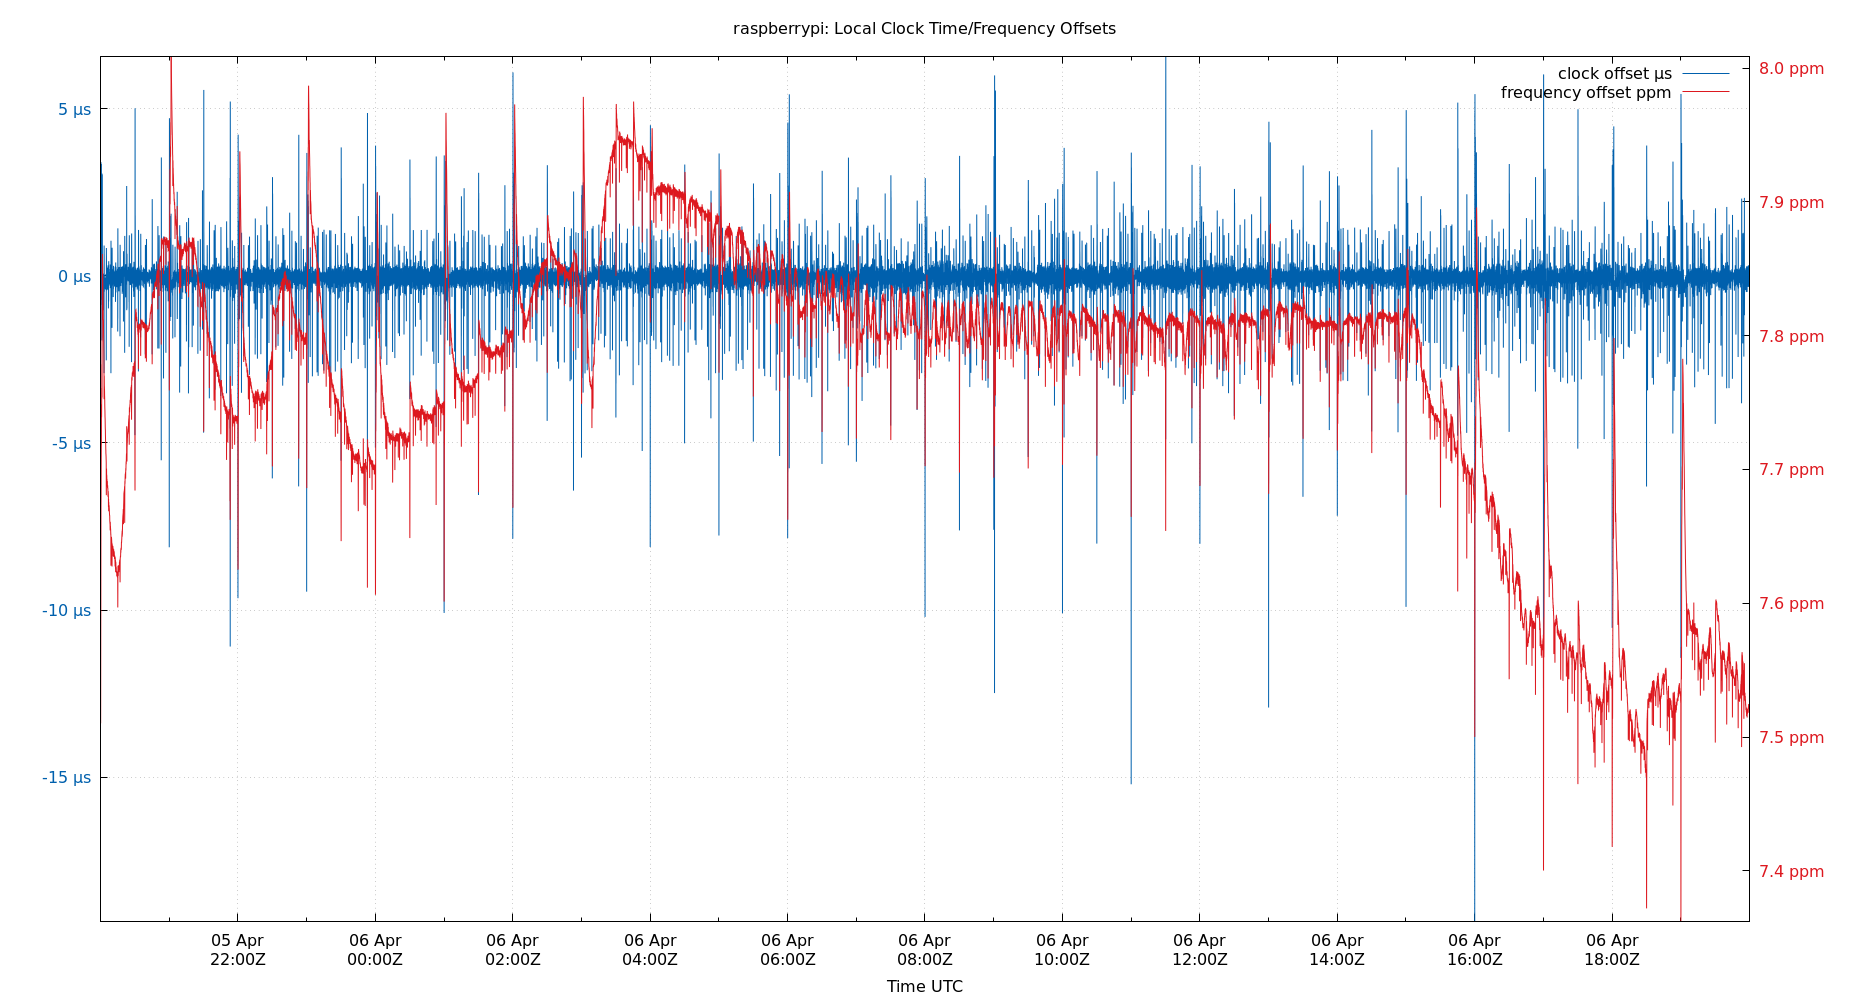 raspberrypi: Local Clock Time/Frequency Offsets
clock offset µs
frequency offset ppm
5 µs
0 µs
-5 µs
-10 µs
-15 µs
8.0 ppm
7.9 ppm
7.8 ppm
7.7 ppm
7.6 ppm
7.5 ppm
7.4 ppm
05 Apr
22:00Z
06 Apr
00:00Z
06 Apr
02:00Z
06 Apr
04:00Z
06 Apr
06:00Z
06 Apr
08:00Z
06 Apr
10:00Z
06 Apr
12:00Z
06 Apr
14:00Z
06 Apr
16:00Z
06 Apr
18:00Z
Time UTC